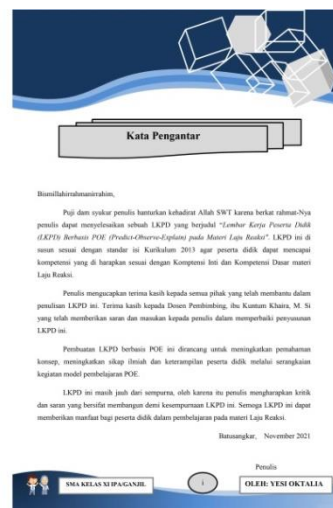 Kata Pengantar
Bismillahirrahmanirrahim,
Puji dam syukur penulis hanturkan kehadirat Allah SWT karena berkat rahmat-Nya
penulis dapat menyelesaikan sebuah LKPD yang berjudul “Lembar Kerja Peserta Didik
(LKPD) Berbasis POE (Predict-Observe-Explain) pada Materi Laju Reaksi”. LKPD ini di
susun sesuai dengan standar isi Kurikulum 2013 agar peserta didik dapat mencapai
kompetensi yang di harapkan sesuai dengan Komptensi Inti dan Kompetensi Dasar materi
Laju Reaksi.
Penulis mengucapkan terima kasih kepada semua pihak yang telah membantu dalam
penulisan LKPD ini. Terima kasih kepada Dosen Pembimbing, ibu Kuntum Khaira, M. Si
yang telah memberikan saran dan masukan kepada penulis dalam memperbaiki penyusunan
LKPD ini.
Pembuatan LKPD berbasis POE ini dirancang untuk meningkatkan pemahaman
konsep, meningkatkan sikap ilmiah dan keterampilan peserta didik melalui serangkaian
kegiatan model pembelajaran POE.
LKPD ini masih jauh dari sempurna, oleh karena itu penulis mengharapkan kritik
dan saran yang bersifat membangun demi kesempurnaan LKPD ini. Semoga LKPD ini dapat
memberikan manfaat bagi peserta didik dalam pembelajaran pada materi Laju Reaksi.
Batusangkar, November 2021
Penulis
SMA KELAS XI IPA/GANJIL
i
OLEH: YESI OKTALIA